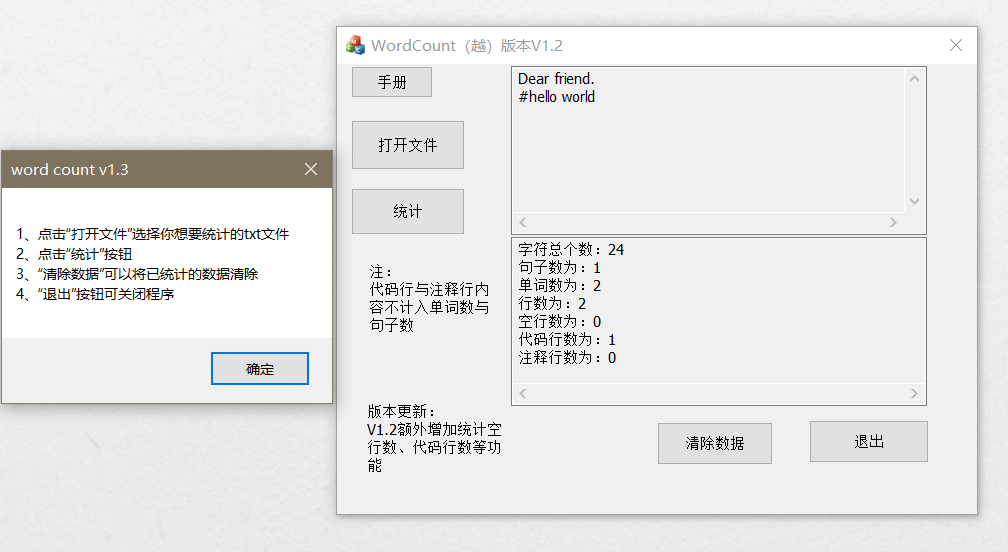 word count v1.3
1、点击“打开文件”选择你想要统计的txt文件
2、点击“统计”按钮
3、“清除数据”可以将已统计的数据清除
4、“退出”按钮可关闭程序
确定
WordCount（越）版本V1.2
手册
打开文件
统计
注：
代码行与注释行内
容不计入单词数与
句子数
版本更新：
V1.2额外增加统计空
行数、代码行数等功
能
Dear friend.
#hello world
字符总个数：24
句子数为：1
单词数为：2
行数为：2
空行数为：0
代码行数为：1
注释行数为：0
清除数据
退出